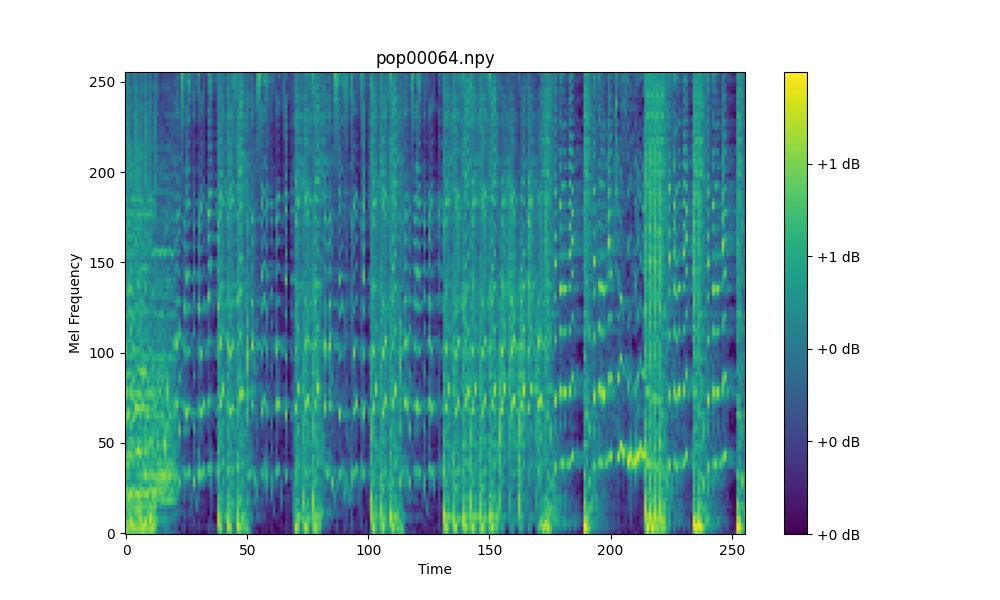 pop00064.npy
250
200
150
100
50
0
Mel Frequency
0 50 100 150 200 250
Time
+1 dB
+1 dB
+0 dB
+0 dB
+0 dB